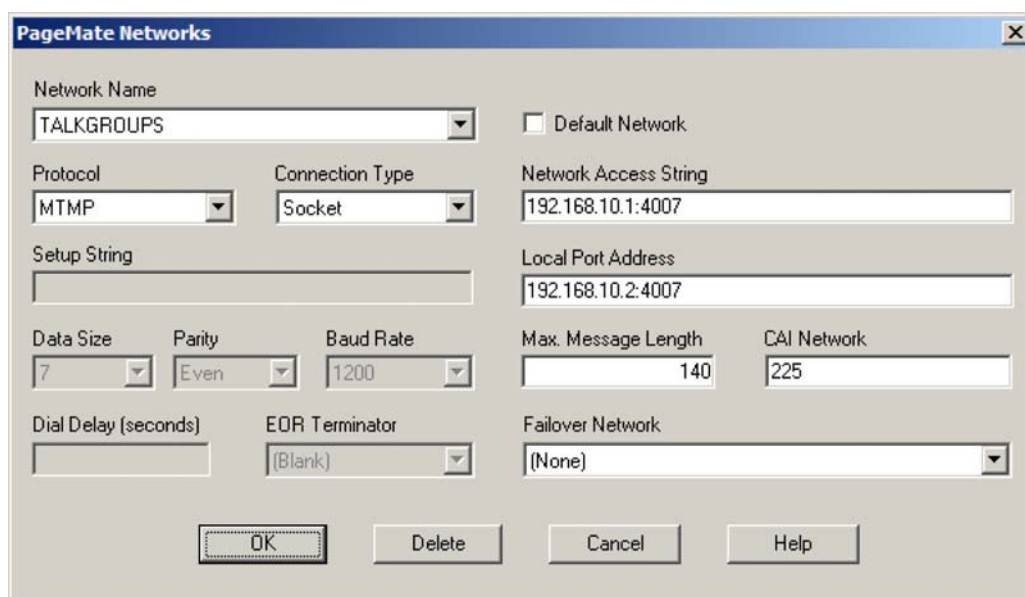 PageMate Networks
Network Name
TALKGROUPS
Default Network
Protocol
Connection Type
Network Access String
MTMP
Socket
192.168.10.1:4007
Setup String
Local Port Address
192.168.10.2:4007
Data Size
Parity
Baud Rate
Max. Message Length
CAI Network
7
Even
1200
140
225
Dial Delay (seconds)
EOR Terminator
Failover Network
(Blank)
(None)
OK
Delete
Cancel
Help